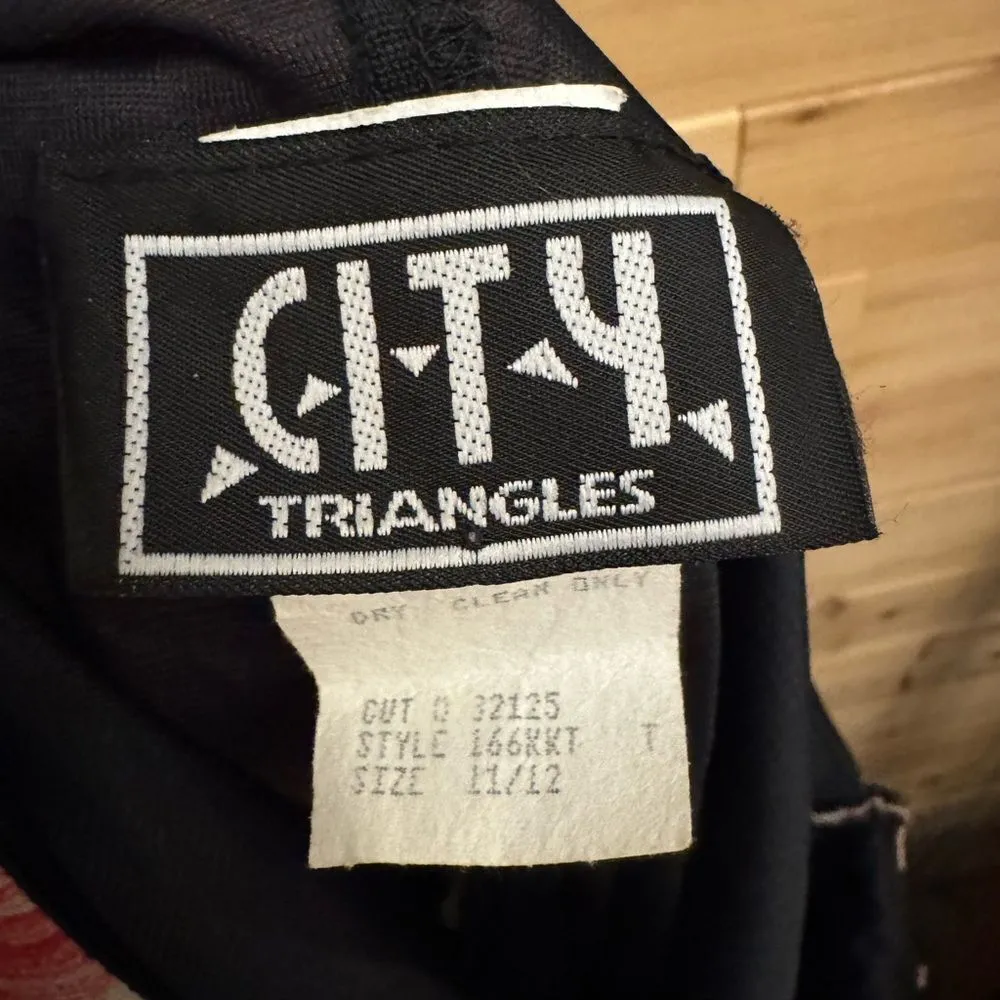 CITY
TRIANGLES
DRY CLEAN ONLY
CUT 0 32125
STYLE 166KKT T
SIZE 11/12